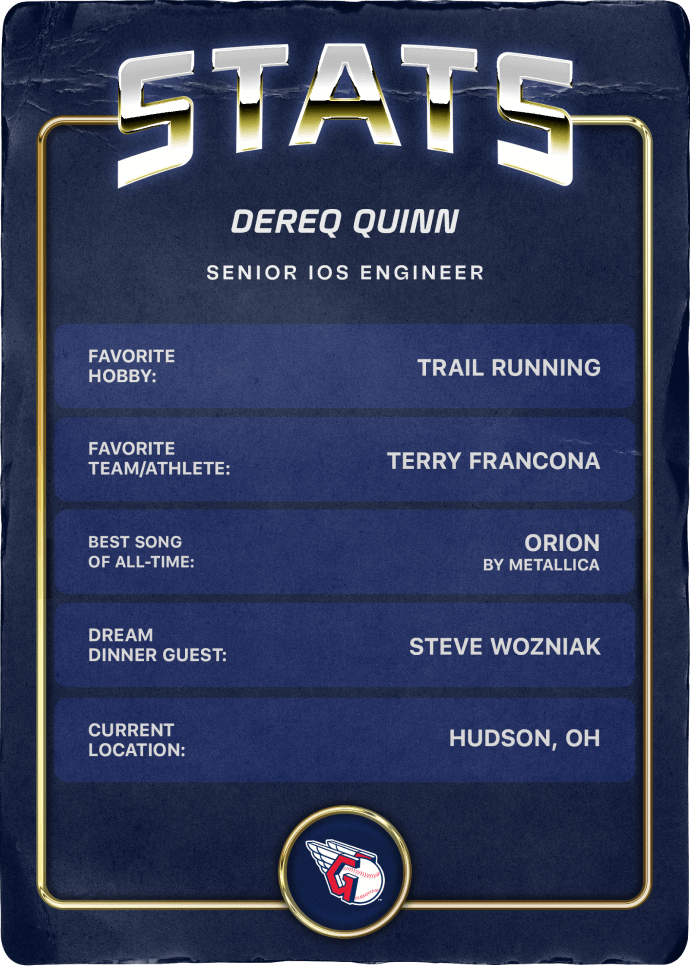 STATS
DEREQ QUINN
SENIOR IOS ENGINEER
FAVORITE
HOBBY:
TRAIL RUNNING
FAVORITE
TEAM/ATHLETE:
TERRY FRANCONA
BEST SONG
OF ALL-TIME:
ORION
BY METALLICA
DREAM
DINNER GUEST:
STEVE WOZNIAK
CURRENT
LOCATION:
HUDSON, OH
G